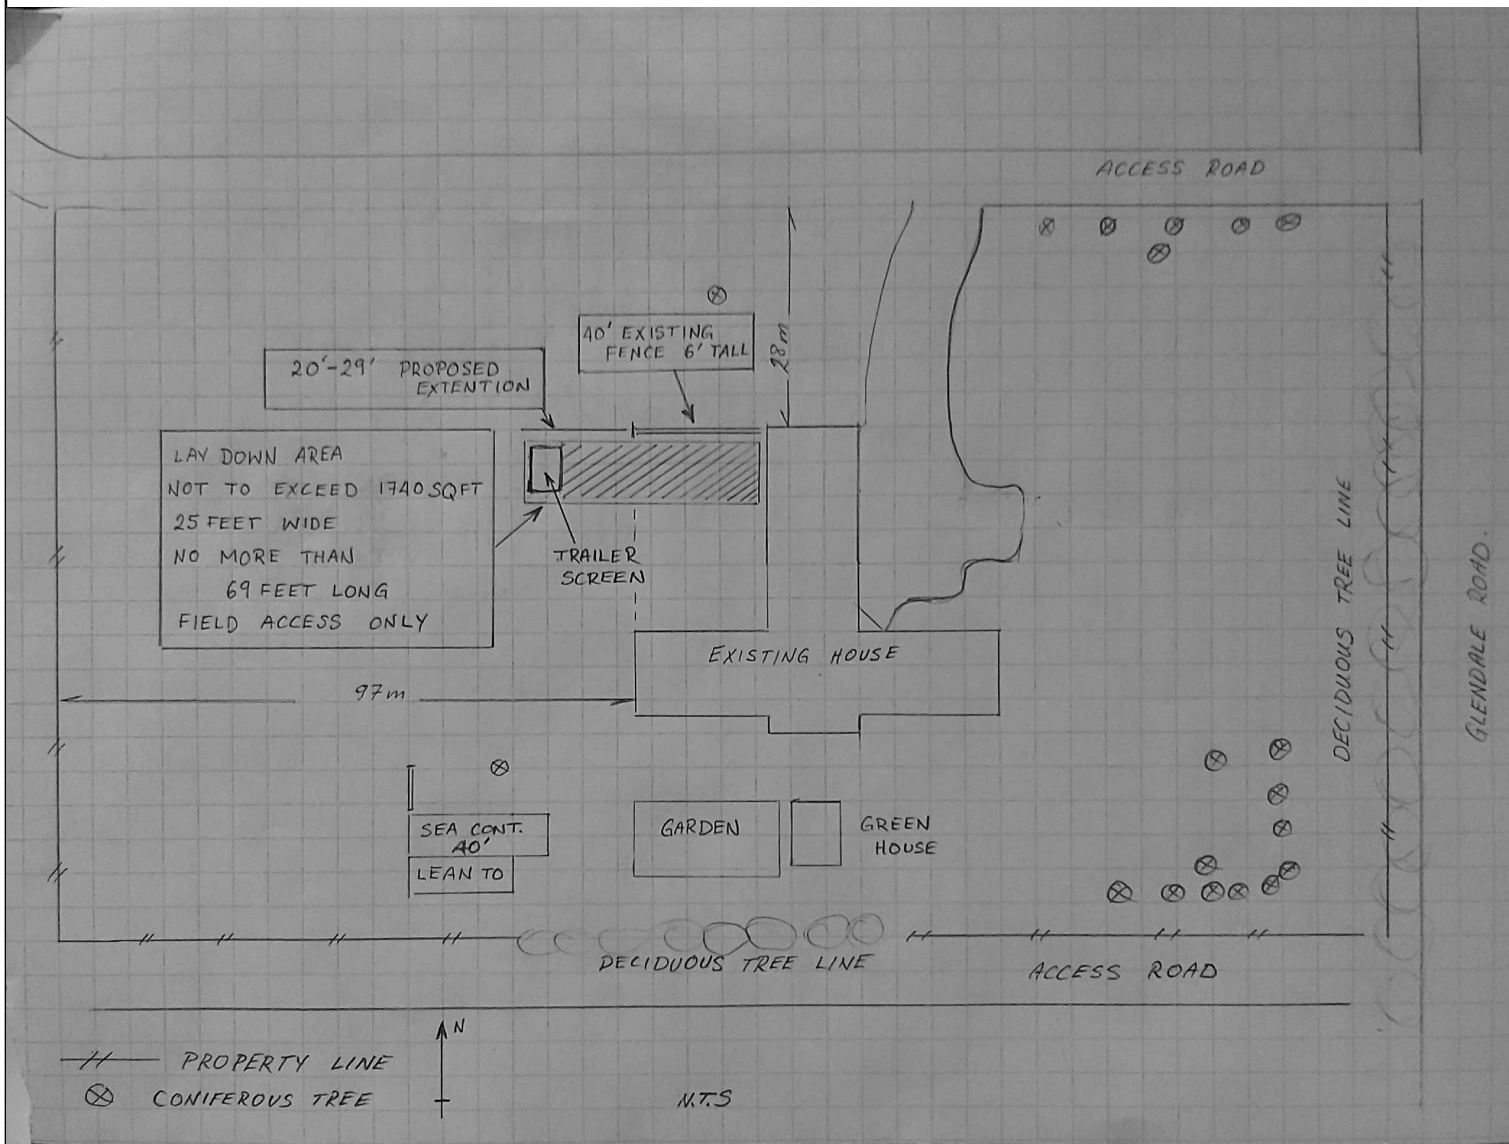 ACCESS ROAD
40' EXISTING
FENCE 6' TALL
28m
20'-29' PROPOSED
EXTENTION
LAY DOWN AREA
NOT TO EXCEED 1740 SQFT
25 FEET WIDE
NO MORE THAN
69 FEET LONG
FIELD ACCESS ONLY
TRAILER
SCREEN
EXISTING HOUSE
97m
DECIDUOUS TREE LINE
GLENDALE ROAD.
SEA CONT.
40'
LEAN TO
GARDEN
GREEN
HOUSE
DECIDUOUS TREE LINE
ACCESS ROAD
N
PROPERTY LINE
CONIFEROUS TREE
N.T.S